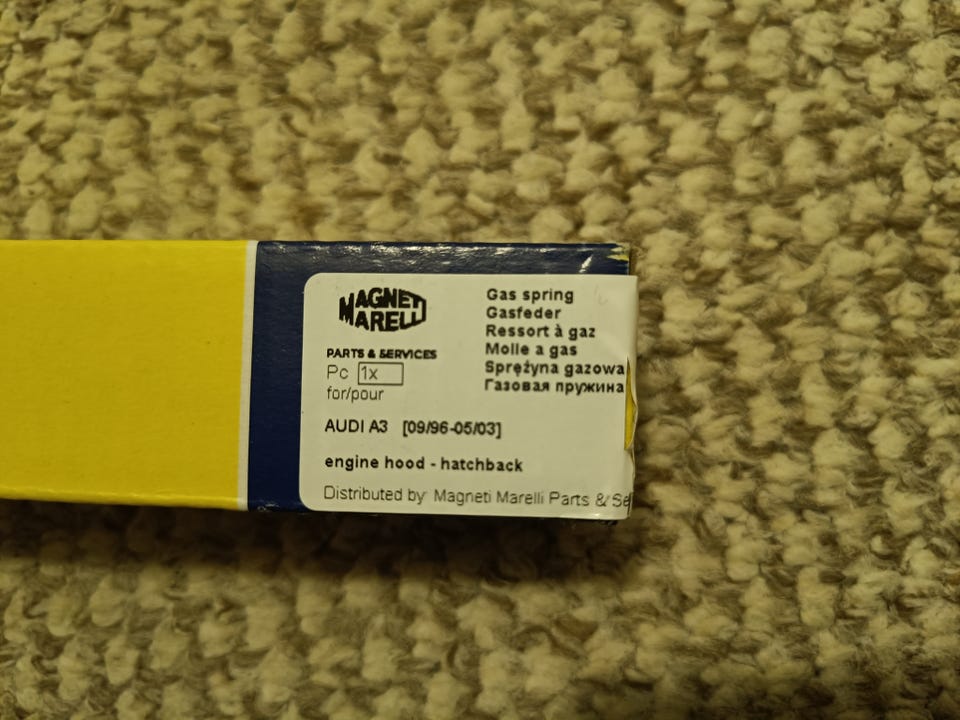 MAGNETI
MARELLI
PARTS & SERVICES
Pc 1x
for/pour
Gas spring
Gasfeder
Ressort à gaz
Molle a gas
Sprężyna gazowa
Газовая пружина
AUDI A3 [09/96-05/03]
engine hood - hatchback
Distributed by: Magneti Marelli Parts & Se